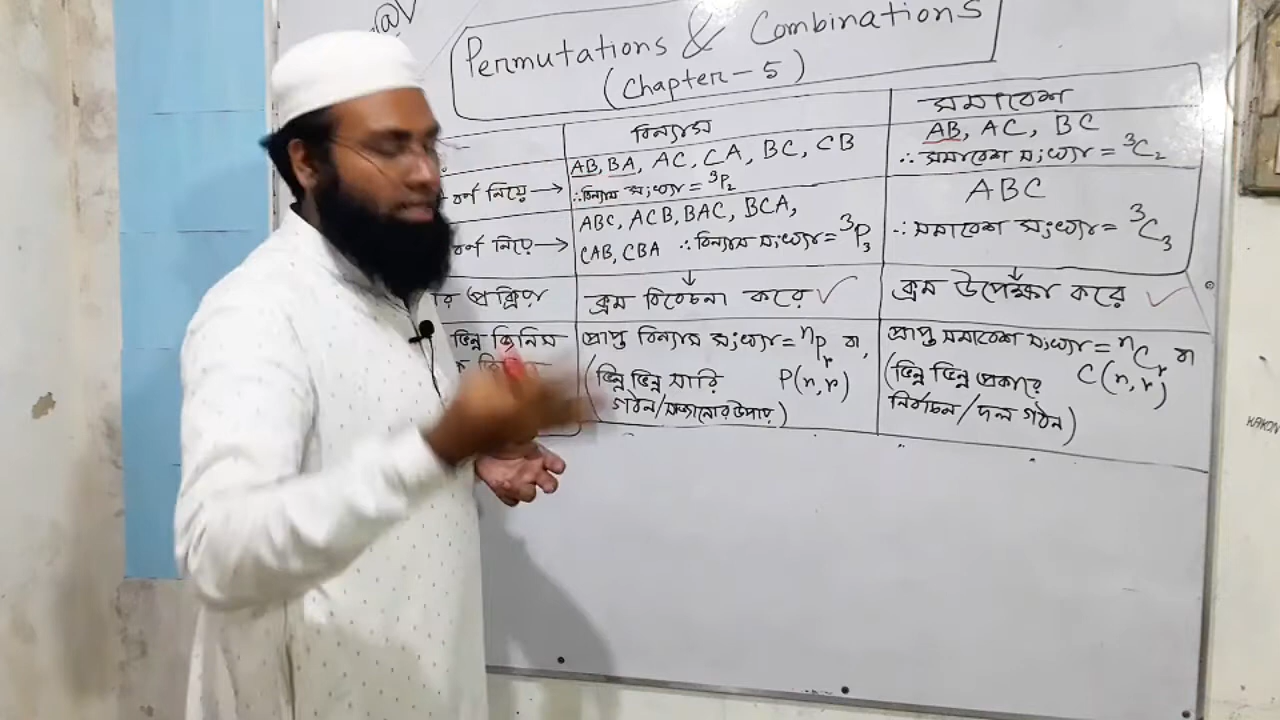 Permutations & Combinations
(Chapter-5)
বিন্যাস
সমাবেশ
AB, BA, AC, CA, BC, CB
AB, AC, BC
বর্ণ নিয়ে →
∴ বিন্যাস সংখ্যা = ³P₂
∴ সমাবেশ সংখ্যা = ³C₂
ABC, ACB, BAC, BCA,
ABC
বর্ণ নিয়ে →
CAB, CBA ∴ বিন্যাস সংখ্যা = ³P₃
∴ সমাবেশ সংখ্যা = ³C₃
ক্রম বিবেচনা করে ✓
ক্রম উপেক্ষা করে ✓
ভিন্ন জিনিস
প্রাপ্ত বিন্যাস সংখ্যা = ⁿPᵣ বা,
প্রাপ্ত সমাবেশ সংখ্যা = ⁿCᵣ বা
(ভিন্ন ভিন্ন সারি P(n,r)
গঠন/সাজানোর উপায়)
(ভিন্ন ভিন্ন প্রকারে C(n,r)
নির্বাচন/দল গঠন)